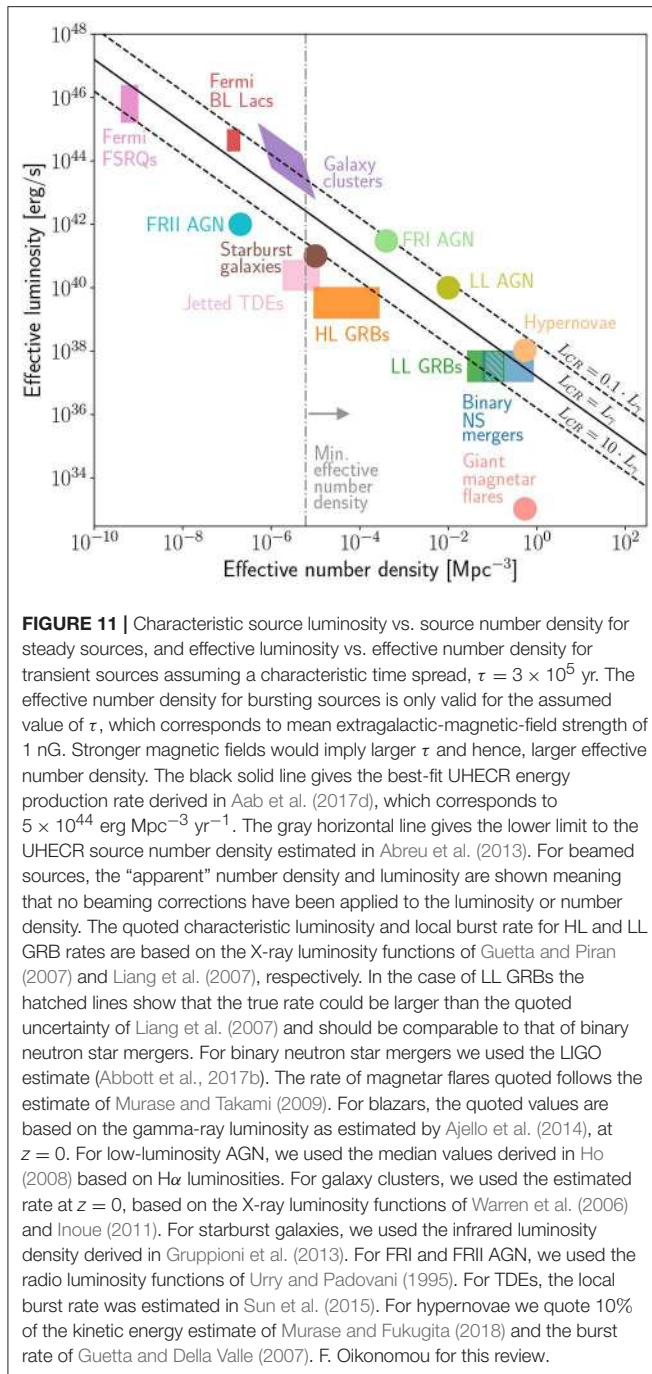 10^48
10^46
10^44
10^42
10^40
10^38
10^36
10^34
Effective luminosity [erg/s]
Fermi
BL Lacs
Fermi
FSRQs
Galaxy
clusters
FRII AGN
FRI AGN
Starburst
galaxies
LL AGN
Jetted TDEs
HL GRBs
Hypernovae
LL GRBs
L_CR = 0.1 · L_γ
L_CR = L_γ
L_CR = 10 · L_γ
Binary
NS
mergers
Min.
effective
number
density
Giant
magnetar
flares
10^−10 10^−8 10^−6 10^−4 10^−2 10^0 10^2
Effective number density [Mpc^−3]
FIGURE 11 | Characteristic source luminosity vs. source number density for
steady sources, and effective luminosity vs. effective number density for
transient sources assuming a characteristic time spread, τ = 3 × 10^5 yr. The
effective number density for bursting sources is only valid for the assumed
value of τ, which corresponds to mean extragalactic-magnetic-field strength of
1 nG. Stronger magnetic fields would imply larger τ and hence, larger effective
number density. The black solid line gives the best-fit UHECR energy
production rate derived in Aab et al. (2017d), which corresponds to
5 × 10^44 erg Mpc^−3 yr^−1. The gray horizontal line gives the lower limit to the
UHECR source number density estimated in Abreu et al. (2013). For beamed
sources, the “apparent” number density and luminosity are shown meaning
that no beaming corrections have been applied to the luminosity or number
density. The quoted characteristic luminosity and local burst rate for HL and LL
GRB rates are based on the X-ray luminosity functions of Guetta and Piran
(2007) and Liang et al. (2007), respectively. In the case of LL GRBs the
hatched lines show that the true rate could be larger than the quoted
uncertainty of Liang et al. (2007) and should be comparable to that of binary
neutron star mergers. For binary neutron star mergers we used the LIGO
estimate (Abbott et al., 2017b). The rate of magnetar flares quoted follows the
estimate of Murase and Takami (2009). For blazars, the quoted values are
based on the gamma-ray luminosity as estimated by Ajello et al. (2014), at
z = 0. For low-luminosity AGN, we used the median values derived in Ho
(2008) based on Hα luminosities. For galaxy clusters, we used the estimated
rate at z = 0, based on the X-ray luminosity functions of Warren et al. (2006)
and Inoue (2011). For starburst galaxies, we used the infrared luminosity
density derived in Gruppioni et al. (2013). For FRI and FRII AGN, we used the
radio luminosity functions of Urry and Padovani (1995). For TDEs, the local
burst rate was estimated in Sun et al. (2015). For hypernovae we quote 10%
of the kinetic energy estimate of Murase and Fukugita (2018) and the burst
rate of Guetta and Della Valle (2007). F. Oikonomou for this review.